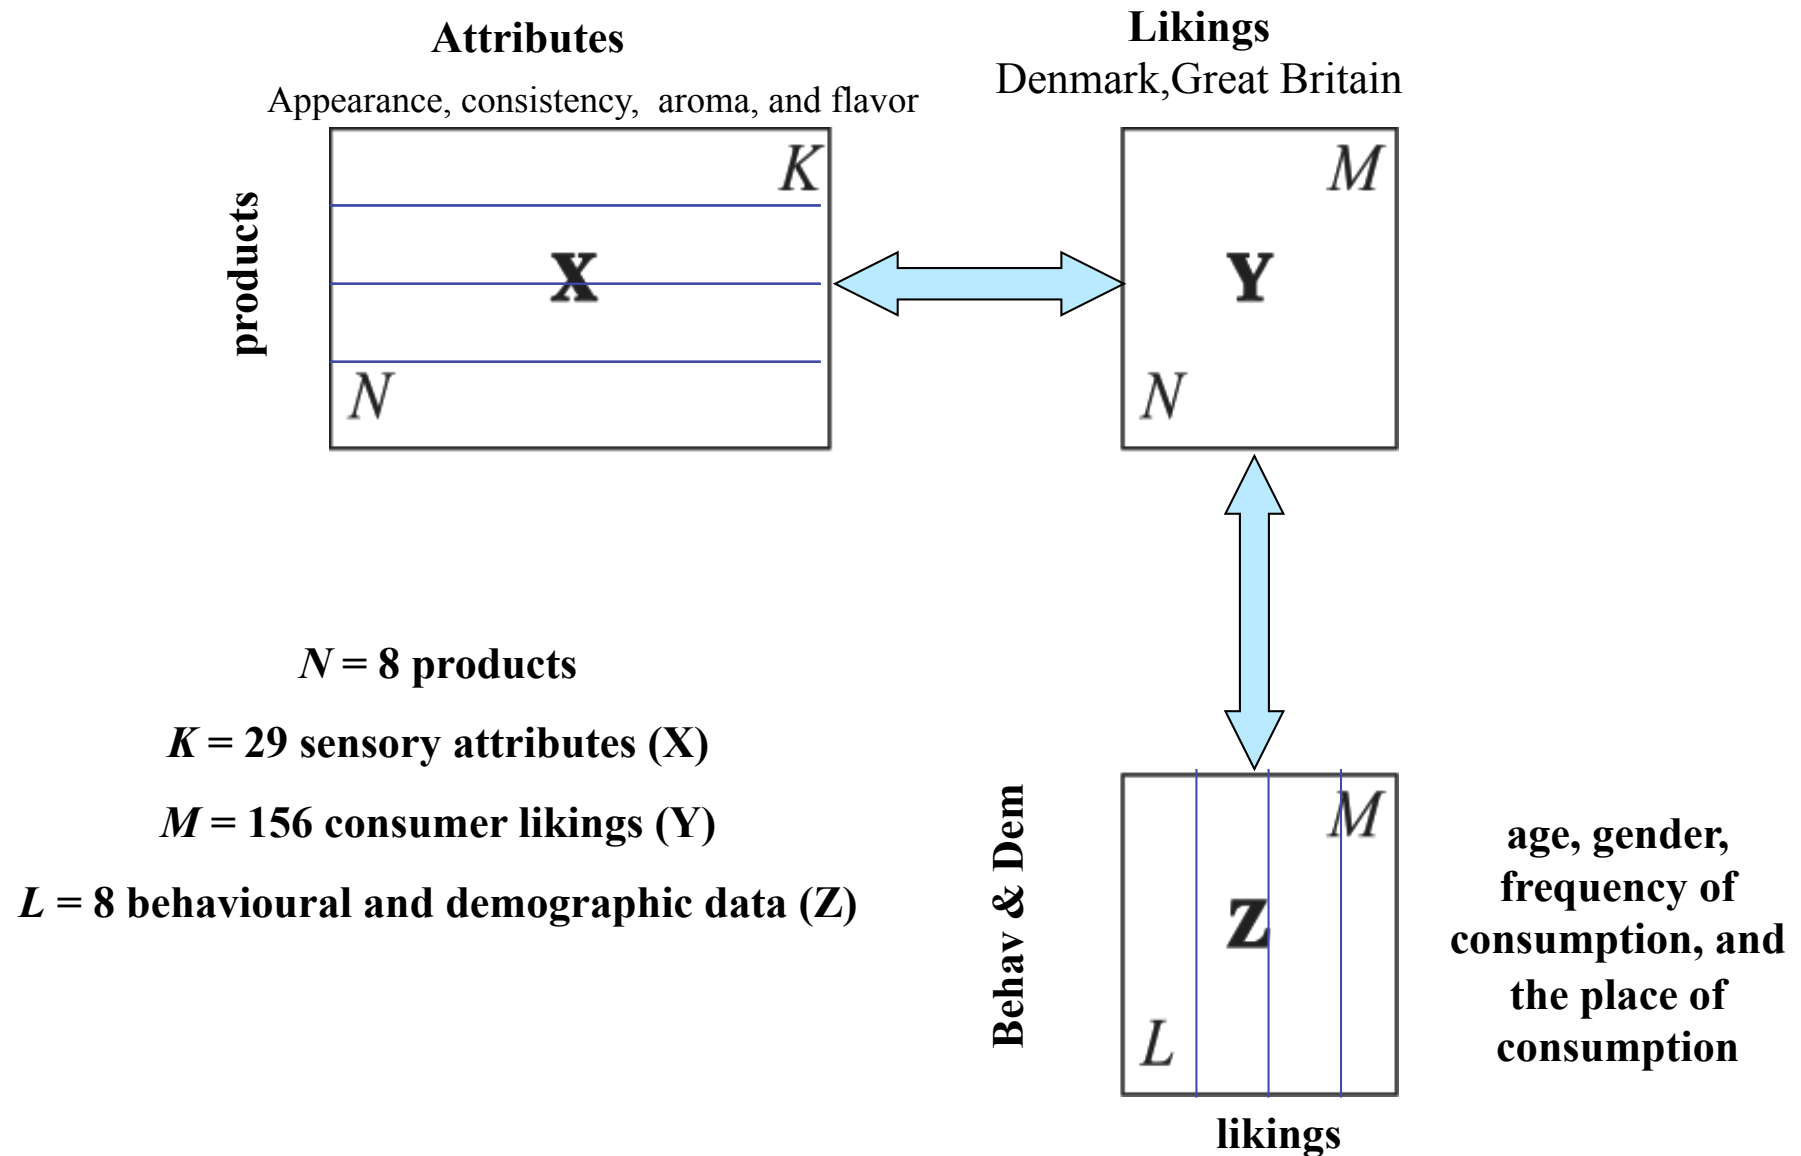 Attributes
Appearance, consistency, aroma, and flavor
Likings
Denmark,Great Britain
products
K
X
N
M
Y
N
N = 8 products
K = 29 sensory attributes (X)
M = 156 consumer likings (Y)
L = 8 behavioural and demographic data (Z)
Behav & Dem
M
Z
L
likings
age, gender,
frequency of
consumption, and
the place of
consumption